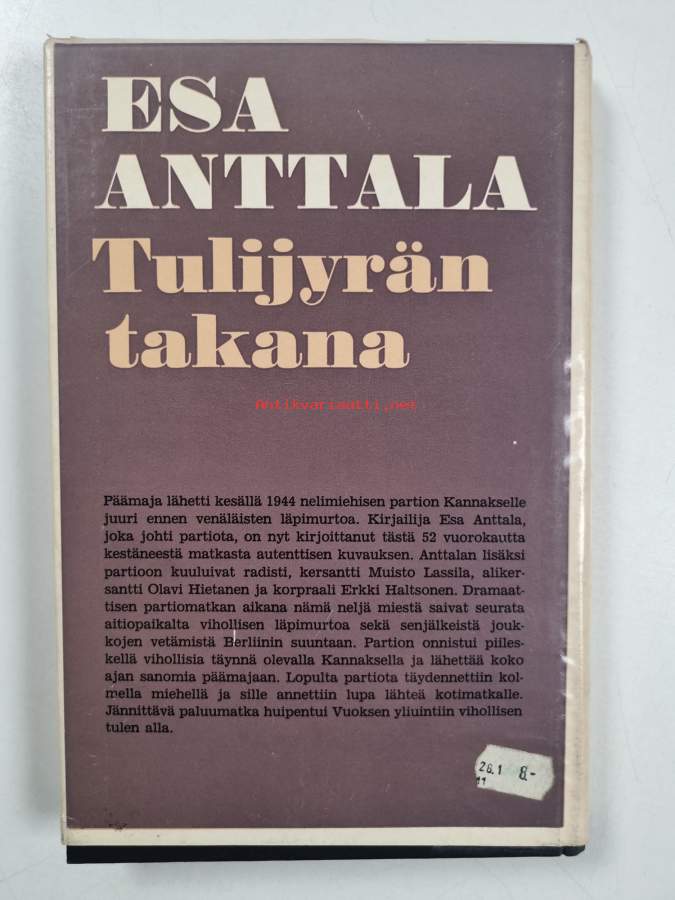 ESA
ANTTALA
Tulijyrän
takana
Antikvariaatti.net
Päämaja lähetti kesällä 1944 nelimiehisen partion Kannakselle
juuri ennen venäläisten läpimurtoa. Kirjailija Esa Anttala,
joka johti partiota, on nyt kirjoittanut tästä 52 vuorokautta
kestäneestä matkasta autenttisen kuvauksen. Anttalan lisäksi
partioon kuuluivat radisti, kersantti Muisto Lassila, aliker-
santti Olavi Hietanen ja korpraali Erkki Haltsonen. Dramaat-
tisen partiomatkan aikana nämä neljä miestä saivat seurata
aitiopaikalta vihollisen läpimurtoa sekä senjälkeistä jouk-
kojen vetämistä Berliinin suuntaan. Partion onnistui piiles-
kellä vihollisia täynnä olevalla Kannaksella ja lähettää koko
ajan sanomia päämajaan. Lopulta partiota täydennettiin kol-
mella miehellä ja sille annettiin lupa lähteä kotimatkalle.
Jännittävä paluumatka huipentui Vuoksen yliuintiin vihollisen
tulen alla.
26.1 8.-
11